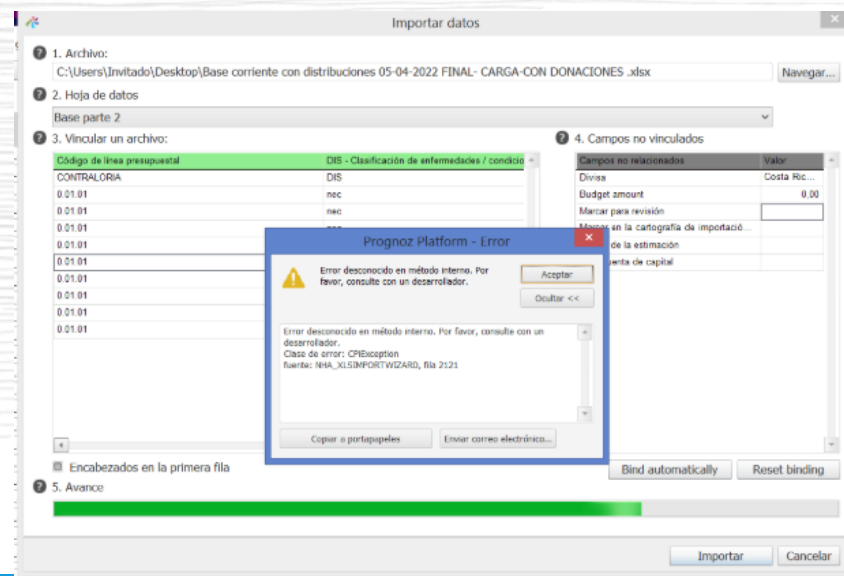 Importar datos
1. Archivo:
C:\Users\Invitado\Desktop\Base corriente con distribuciones 05-04-2022 FINAL- CARGA-CON DONACIONES .xlsx
Navegar...
2. Hoja de datos
Base parte 2
3. Vincular un archivo:
Código de línea presupuestal DIS - Clasificación de enfermedades / condicio
CONTRALORIA DIS
0.01.01 nec
0.01.01 nec
0.01.01
0.01.01
0.01.01
0.01.01
0.01.01
0.01.01
0.01.01
Encabezados en la primera fila
4. Campos no vinculados
Campos no relacionados Valor
Divisa Costa Ric...
Budget amount 0,00
Marcar para revisión
Marcar en la cartografía de importació...
de la estimación
uenta de capital
Bind automatically
Reset binding
Prognoz Platform - Error
Error desconocido en método interno. Por
favor, consulte con un desarrollador.
Aceptar
Ocultar <<
Error desconocido en método interno. Por favor, consulte con un
desarrollador.
Clase de error: CPIException
fuente: NHA_XLSIMPORTWIZARD, fila 2121
Copiar a portapapeles
Enviar correo electrónico...
5. Avance
Importar
Cancelar